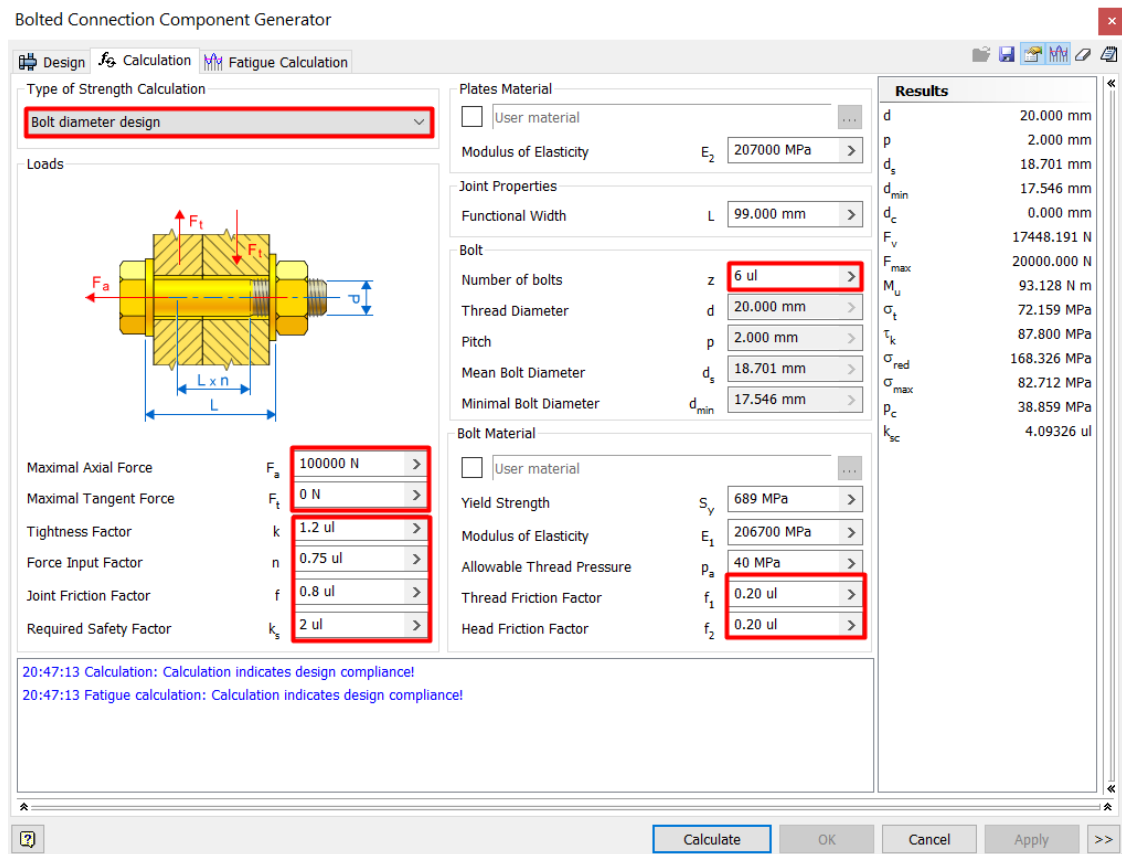 Bolted Connection Component Generator
Design
Calculation
Fatigue Calculation
Type of Strength Calculation
Bolt diameter design
Loads
Ft
Ft
Fa
d
L x n
L
Maximal Axial Force Fa 100000 N
Maximal Tangent Force Ft 0 N
Tightness Factor k 1.2 ul
Force Input Factor n 0.75 ul
Joint Friction Factor f 0.8 ul
Required Safety Factor ks 2 ul
Plates Material
User material ...
Modulus of Elasticity E2 207000 MPa
Joint Properties
Functional Width L 99.000 mm
Bolt
Number of bolts z 6 ul
Thread Diameter d 20.000 mm
Pitch p 2.000 mm
Mean Bolt Diameter ds 18.701 mm
Minimal Bolt Diameter dmin 17.546 mm
Bolt Material
User material ...
Yield Strength Sy 689 MPa
Modulus of Elasticity E1 206700 MPa
Allowable Thread Pressure pa 40 MPa
Thread Friction Factor f1 0.20 ul
Head Friction Factor f2 0.20 ul
Results
d 20.000 mm
p 2.000 mm
ds 18.701 mm
dmin 17.546 mm
dc 0.000 mm
Fv 17448.191 N
Fmax 20000.000 N
Mu 93.128 N m
σt 72.159 MPa
τk 87.800 MPa
σred 168.326 MPa
σmax 82.712 MPa
pc 38.859 MPa
ksc 4.09326 ul
20:47:13 Calculation: Calculation indicates design compliance!
20:47:13 Fatigue calculation: Calculation indicates design compliance!
Calculate
OK
Cancel
Apply
>>